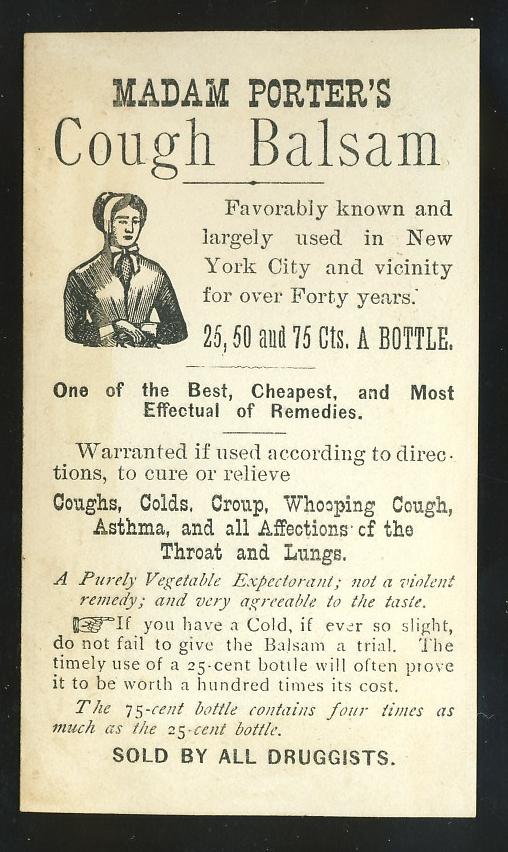 MADAM PORTER'S
Cough Balsam
Favorably known and
largely used in New
York City and vicinity
for over Forty years.
25, 50 and 75 Cts. A BOTTLE.
One of the Best, Cheapest, and Most
Effectual of Remedies.
Warranted if used according to direc-
tions, to cure or relieve
Coughs, Colds, Croup, Whooping Cough,
Asthma, and all Affections of the
Throat and Lungs.
A Purely Vegetable Expectorant; not a violent
remedy; and very agreeable to the taste.
☞If you have a Cold, if ever so slight,
do not fail to give the Balsam a trial. The
timely use of a 25-cent bottle will often prove
it to be worth a hundred times its cost.
The 75-cent bottle contains four times as
much as the 25-cent bottle.
SOLD BY ALL DRUGGISTS.